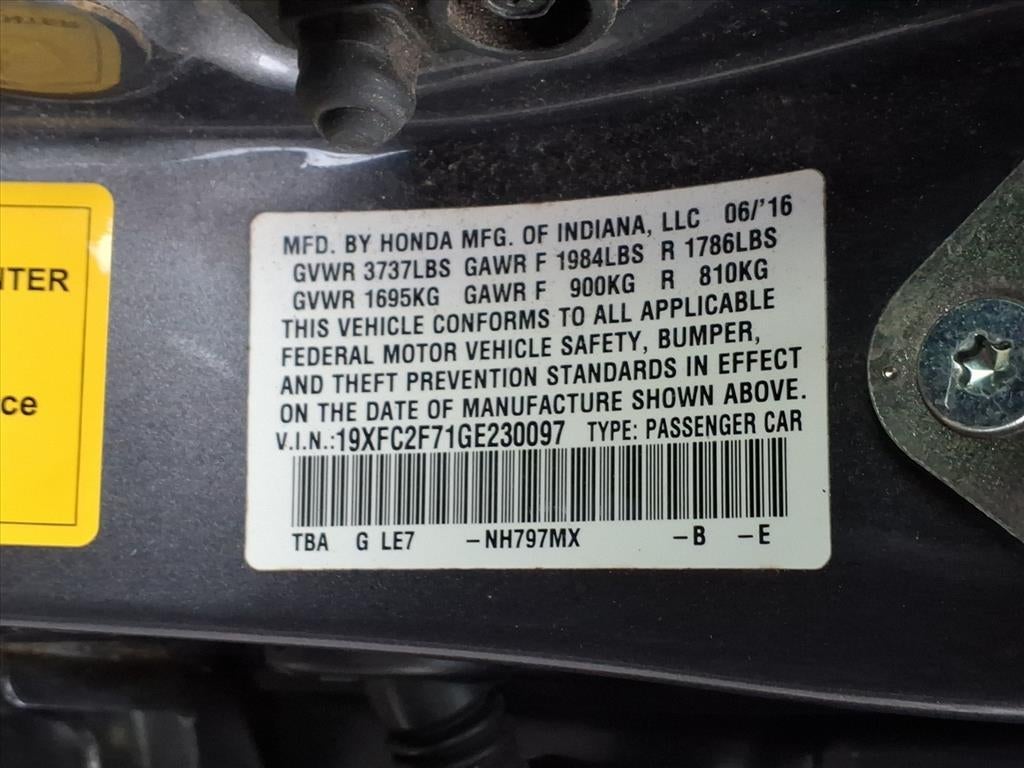 MFD. BY HONDA MFG. OF INDIANA, LLC 06/'16
GVWR 3737LBS GAWR F 1984LBS R 1786LBS
GVWR 1695KG GAWR F 900KG R 810KG
THIS VEHICLE CONFORMS TO ALL APPLICABLE
FEDERAL MOTOR VEHICLE SAFETY, BUMPER,
AND THEFT PREVENTION STANDARDS IN EFFECT
ON THE DATE OF MANUFACTURE SHOWN ABOVE.
V.I.N.:19XFC2F71GE230097 TYPE: PASSENGER CAR
TBA G LE7 -NH797MX -B -E
NTER
ce